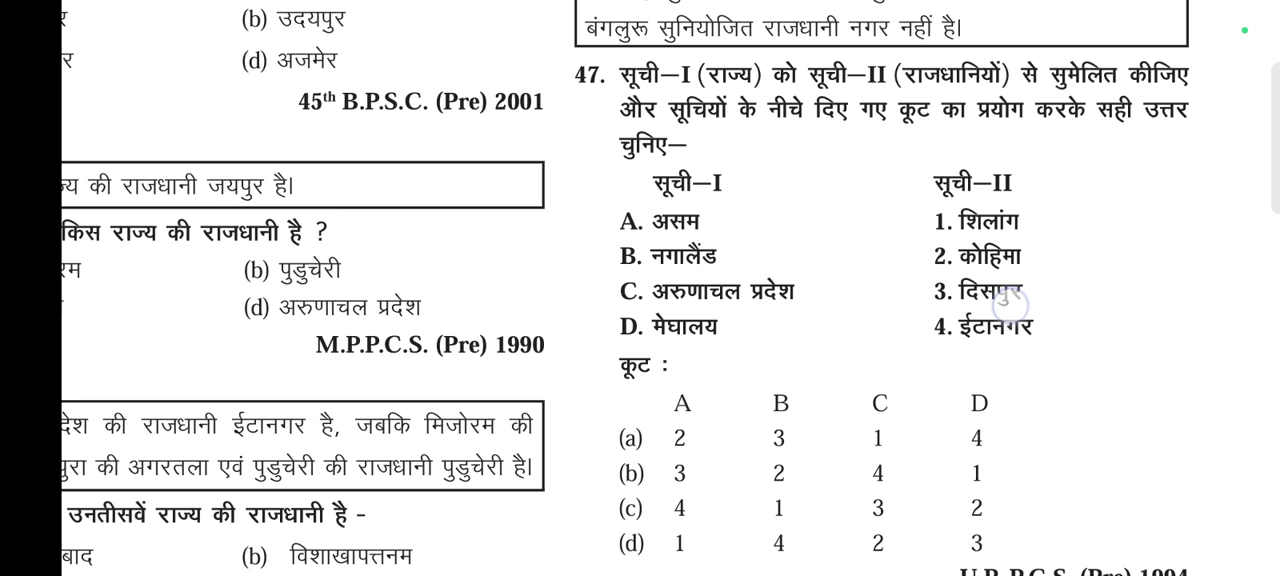 (b) उदयपुर
र
(d) अजमेर
45th B.P.S.C. (Pre) 2001
की राजधानी जयपुर है।
किस राज्य की राजधानी है ?
(b) पुडुचेरी
(d) अरुणाचल प्रदेश
M.P.P.C.S. (Pre) 1990
की राजधानी ईटानगर है, जबकि मिजोरम की
की अगरतला एवं पुडुचेरी की राजधानी पुडुचेरी है।
उनतीसवें राज्य की राजधानी है -
बाद
(b) विशाखापत्तनम
बंगलुरू सुनियोजित राजधानी नगर नहीं है।
47. सूची–I (राज्य) को सूची–II (राजधानियों) से सुमेलित कीजिए
और सूचियों के नीचे दिए गए कूट का प्रयोग करके सही उत्तर
चुनिए–
सूची–I सूची–II
A. असम 1. शिलांग
B. नगालैंड 2. कोहिमा
C. अरुणाचल प्रदेश 3. दिसपुर
D. मेघालय 4. ईटानगर
कूट :
A B C D
(a) 2 3 1 4
(b) 3 2 4 1
(c) 4 1 3 2
(d) 1 4 2 3